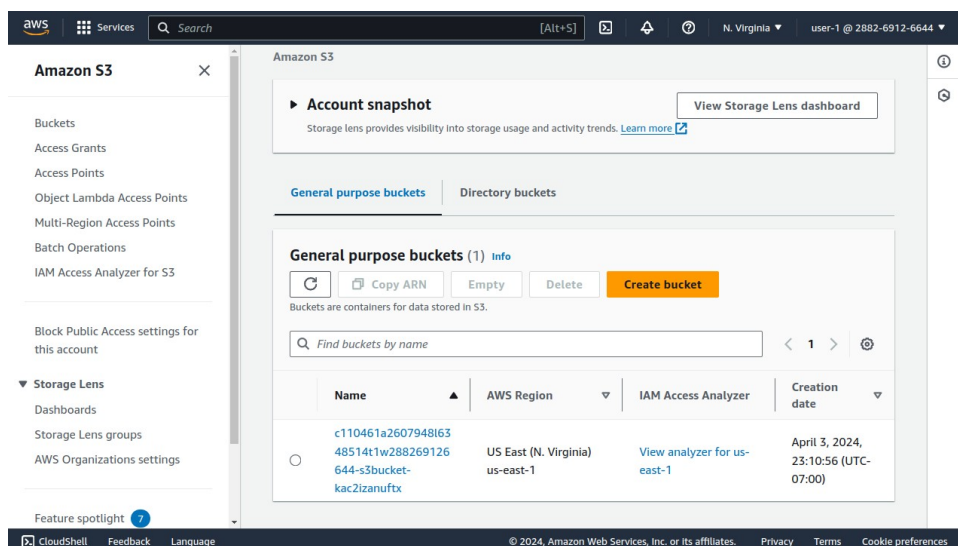 aws
Services
Search
[Alt+S]
N. Virginia
user-1 @ 2882-6912-6644
Amazon S3
Buckets
Access Grants
Access Points
Object Lambda Access Points
Multi-Region Access Points
Batch Operations
IAM Access Analyzer for S3
Block Public Access settings for
this account
Storage Lens
Dashboards
Storage Lens groups
AWS Organizations settings
Feature spotlight 7
Amazon S3
Account snapshot
View Storage Lens dashboard
Storage lens provides visibility into storage usage and activity trends. Learn more
General purpose buckets
Directory buckets
General purpose buckets (1) Info
Copy ARN
Empty
Delete
Create bucket
Buckets are containers for data stored in S3.
Find buckets by name
1
Name
AWS Region
IAM Access Analyzer
Creation
date
c110461a2607948l63
48514t1w288269126
644-s3bucket-
kac2izanuftx
US East (N. Virginia)
us-east-1
View analyzer for us-
east-1
April 3, 2024,
23:10:56 (UTC-
07:00)
CloudShell
Feedback
Language
© 2024, Amazon Web Services, Inc. or its affiliates.
Privacy
Terms
Cookie preferences